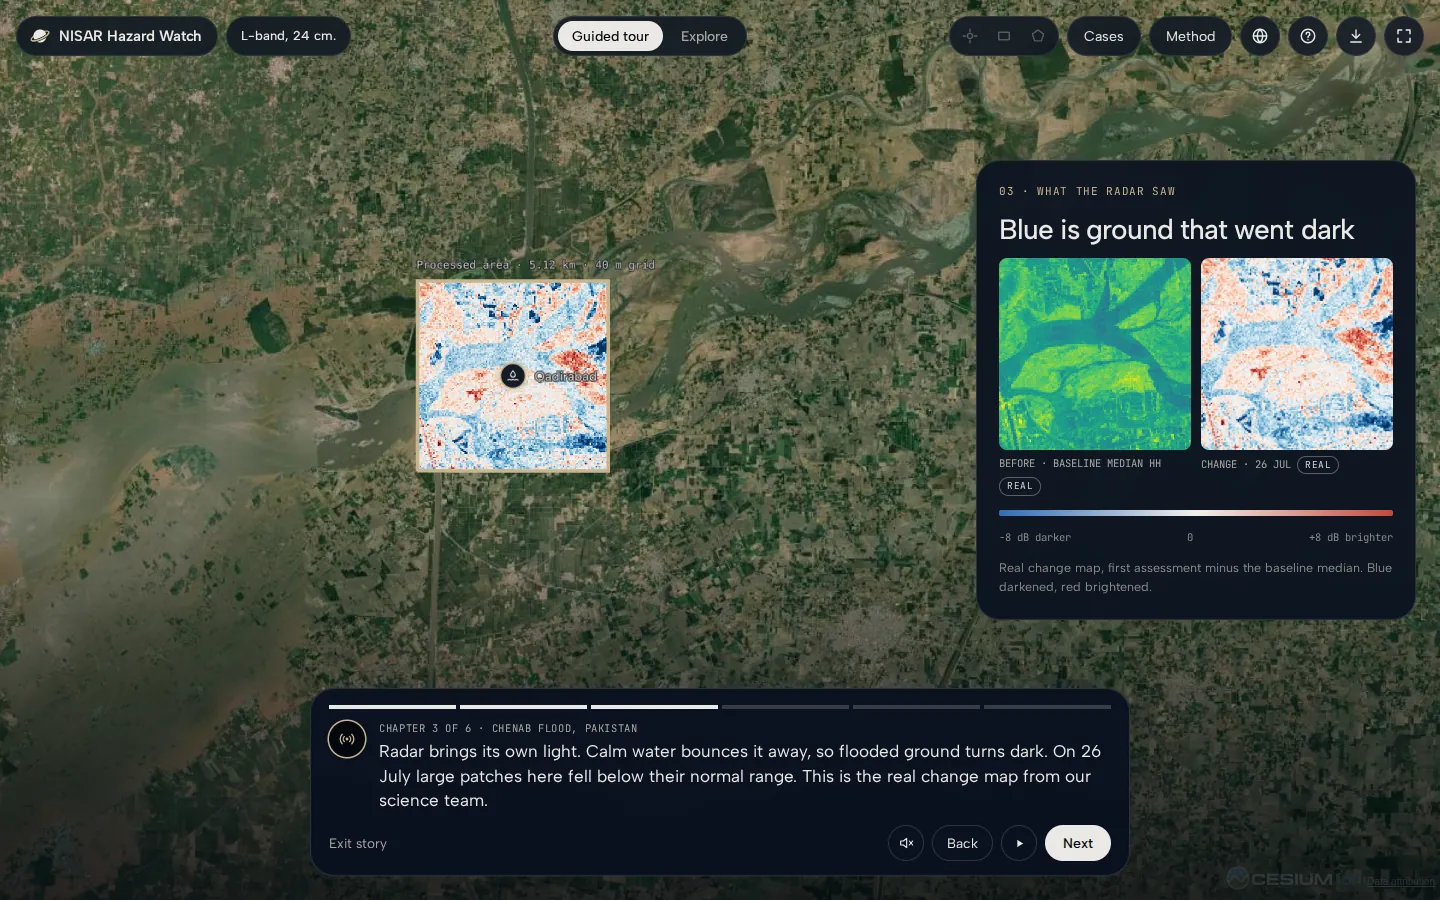 NISAR Hazard Watch
L-band, 24 cm.
Guided tour
Explore
Cases
Method
Processed area · 5.12 km · 40 m grid
Qadirabad
03 · WHAT THE RADAR SAW
Blue is ground that went dark
BEFORE · BASELINE MEDIAN HH
REAL
CHANGE · 26 JUL REAL
-8 dB darker 0 +8 dB brighter
Real change map, first assessment minus the baseline median. Blue
darkened, red brightened.
CHAPTER 3 OF 6 · CHENAB FLOOD, PAKISTAN
Radar brings its own light. Calm water bounces it away, so flooded ground turns dark. On 26
July large patches here fell below their normal range. This is the real change map from our
science team.
Exit story
Back
Next
CESIUM
Data attribution